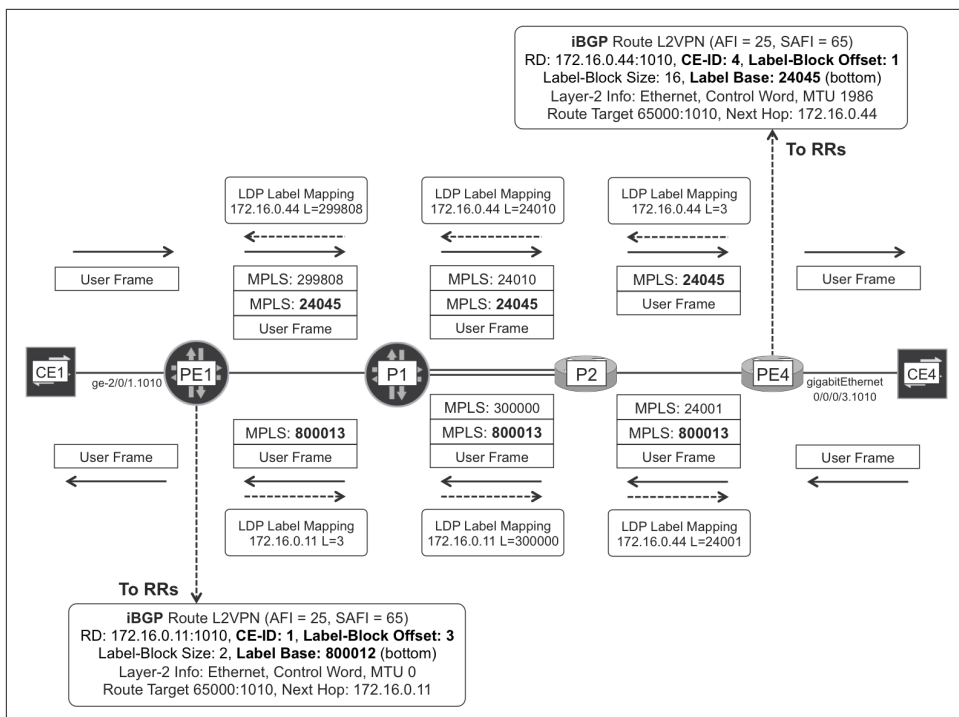 iBGP Route L2VPN (AFI = 25, SAFI = 65)
RD: 172.16.0.44:1010, CE-ID: 4, Label-Block Offset: 1
Label-Block Size: 16, Label Base: 24045 (bottom)
Layer-2 Info: Ethernet, Control Word, MTU 1986
Route Target 65000:1010, Next Hop: 172.16.0.44
To RRs
LDP Label Mapping
172.16.0.44 L=299808
LDP Label Mapping
172.16.0.44 L=24010
LDP Label Mapping
172.16.0.44 L=3
User Frame
MPLS: 299808
MPLS: 24045
User Frame
MPLS: 24010
MPLS: 24045
User Frame
MPLS: 24045
User Frame
User Frame
CE1
ge-2/0/1.1010
PE1
P1
P2
PE4
gigabitEthernet
0/0/0/3.1010
CE4
User Frame
MPLS: 800013
User Frame
MPLS: 300000
MPLS: 800013
User Frame
MPLS: 24001
MPLS: 800013
User Frame
User Frame
LDP Label Mapping
172.16.0.11 L=3
LDP Label Mapping
172.16.0.11 L=300000
LDP Label Mapping
172.16.0.44 L=24001
To RRs
iBGP Route L2VPN (AFI = 25, SAFI = 65)
RD: 172.16.0.11:1010, CE-ID: 1, Label-Block Offset: 3
Label-Block Size: 2, Label Base: 800012 (bottom)
Layer-2 Info: Ethernet, Control Word, MTU 0
Route Target 65000:1010, Next Hop: 172.16.0.11